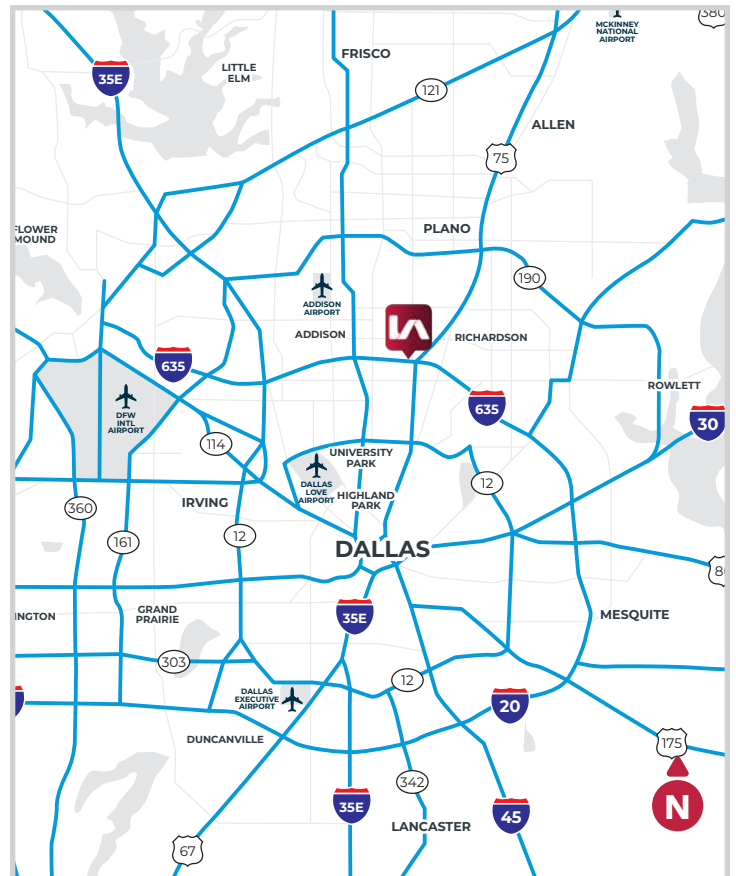 MCKINNEY
NATIONAL
AIRPORT
380
FRISCO
LITTLE
ELM
35E
121
ALLEN
75
FLOWER
MOUND
PLANO
190
ADDISON
AIRPORT
ADDISON
RICHARDSON
635
ROWLETT
DFW
INTL
AIRPORT
635
30
114
UNIVERSITY
PARK
DALLAS
LOVE
AIRPORT
HIGHLAND
PARK
12
IRVING
360
161
12
DALLAS
8
INGTON
GRAND
PRAIRIE
35E
MESQUITE
303
12
DALLAS
EXECUTIVE
AIRPORT
20
DUNCANVILLE
175
342
N
35E
45
LANCASTER
67